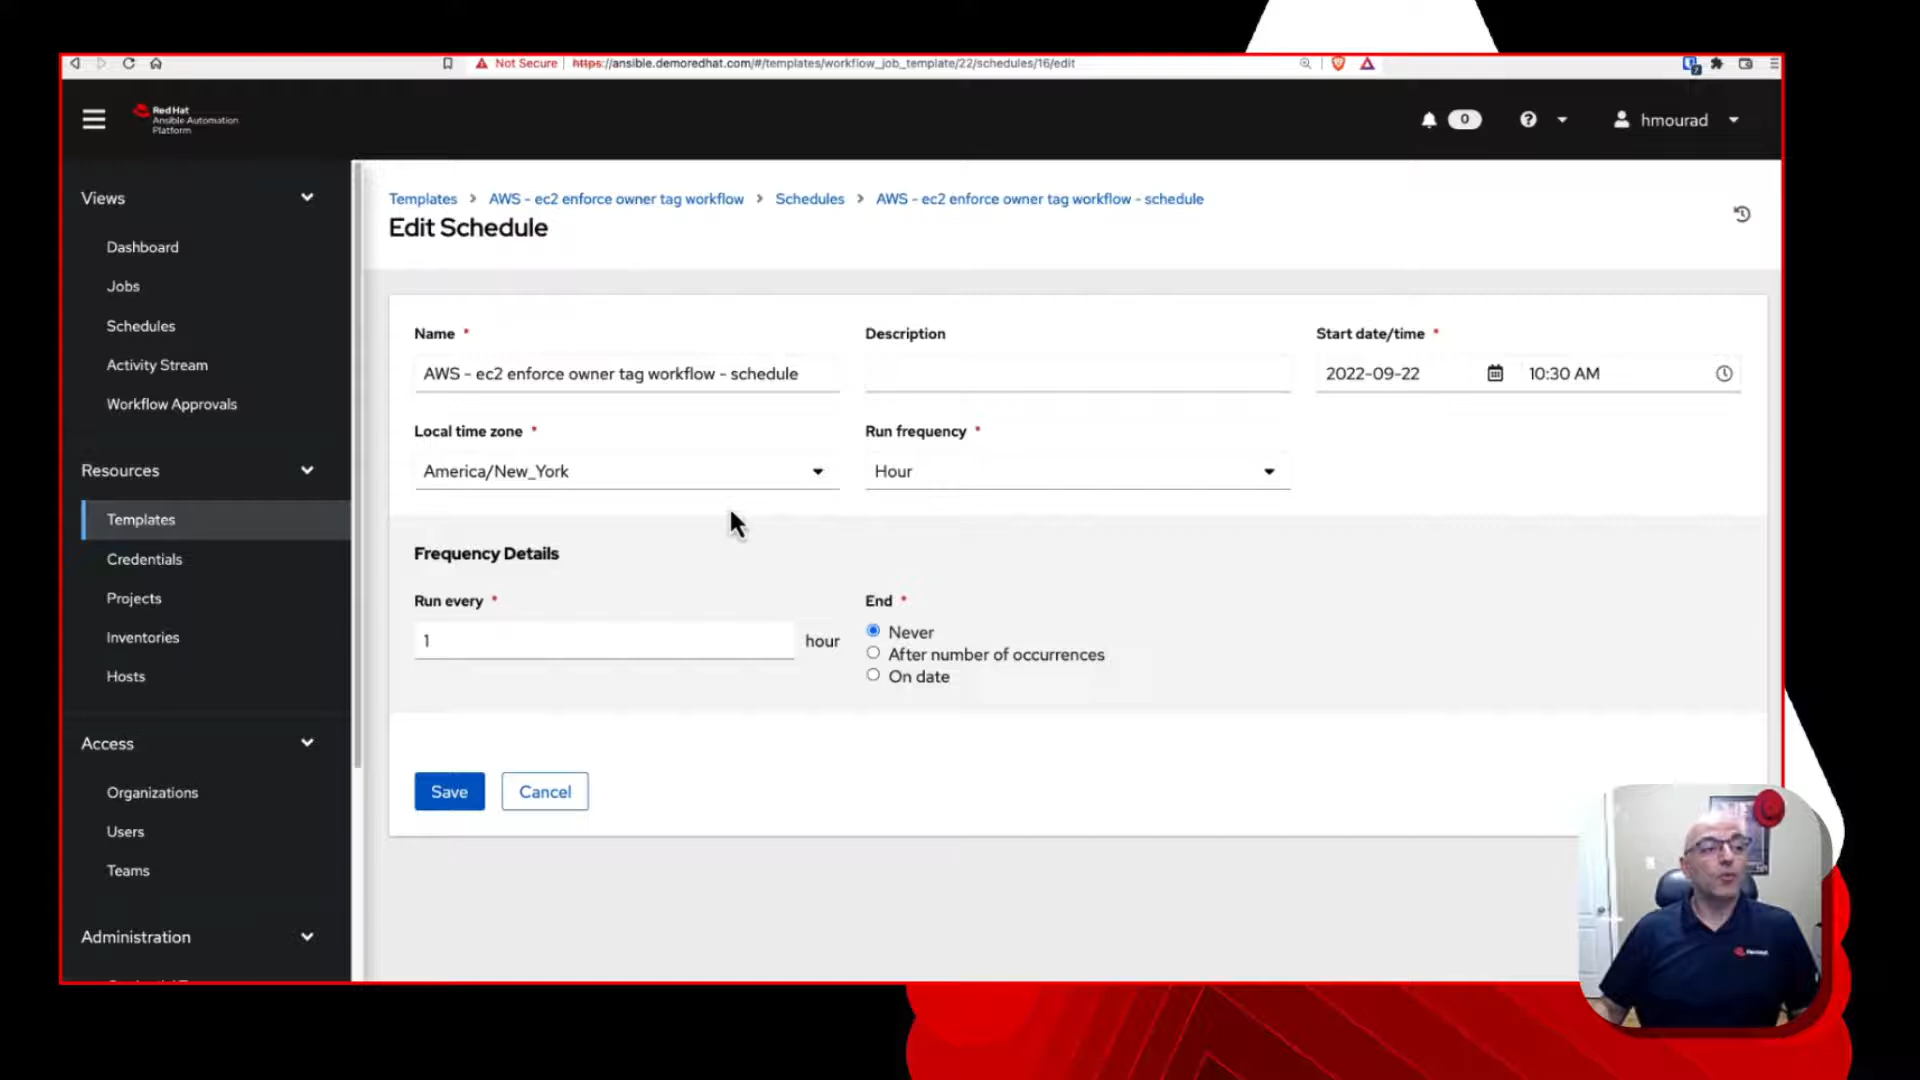 Not Secure | https://ansible.demoredhat.com/#/templates/workflow_job_template/22/schedules/16/edit
Red Hat
Ansible Automation
Platform
0
hmourad
Views
Dashboard
Jobs
Schedules
Activity Stream
Workflow Approvals
Resources
Templates
Credentials
Projects
Inventories
Hosts
Access
Organizations
Users
Teams
Administration
Templates > AWS - ec2 enforce owner tag workflow > Schedules > AWS - ec2 enforce owner tag workflow - schedule
Edit Schedule
Name * Description Start date/time *
AWS - ec2 enforce owner tag workflow - schedule 2022-09-22 10:30 AM
Local time zone * Run frequency *
America/New_York Hour
Frequency Details
Run every * End *
1 hour
Never
After number of occurrences
On date
Save Cancel